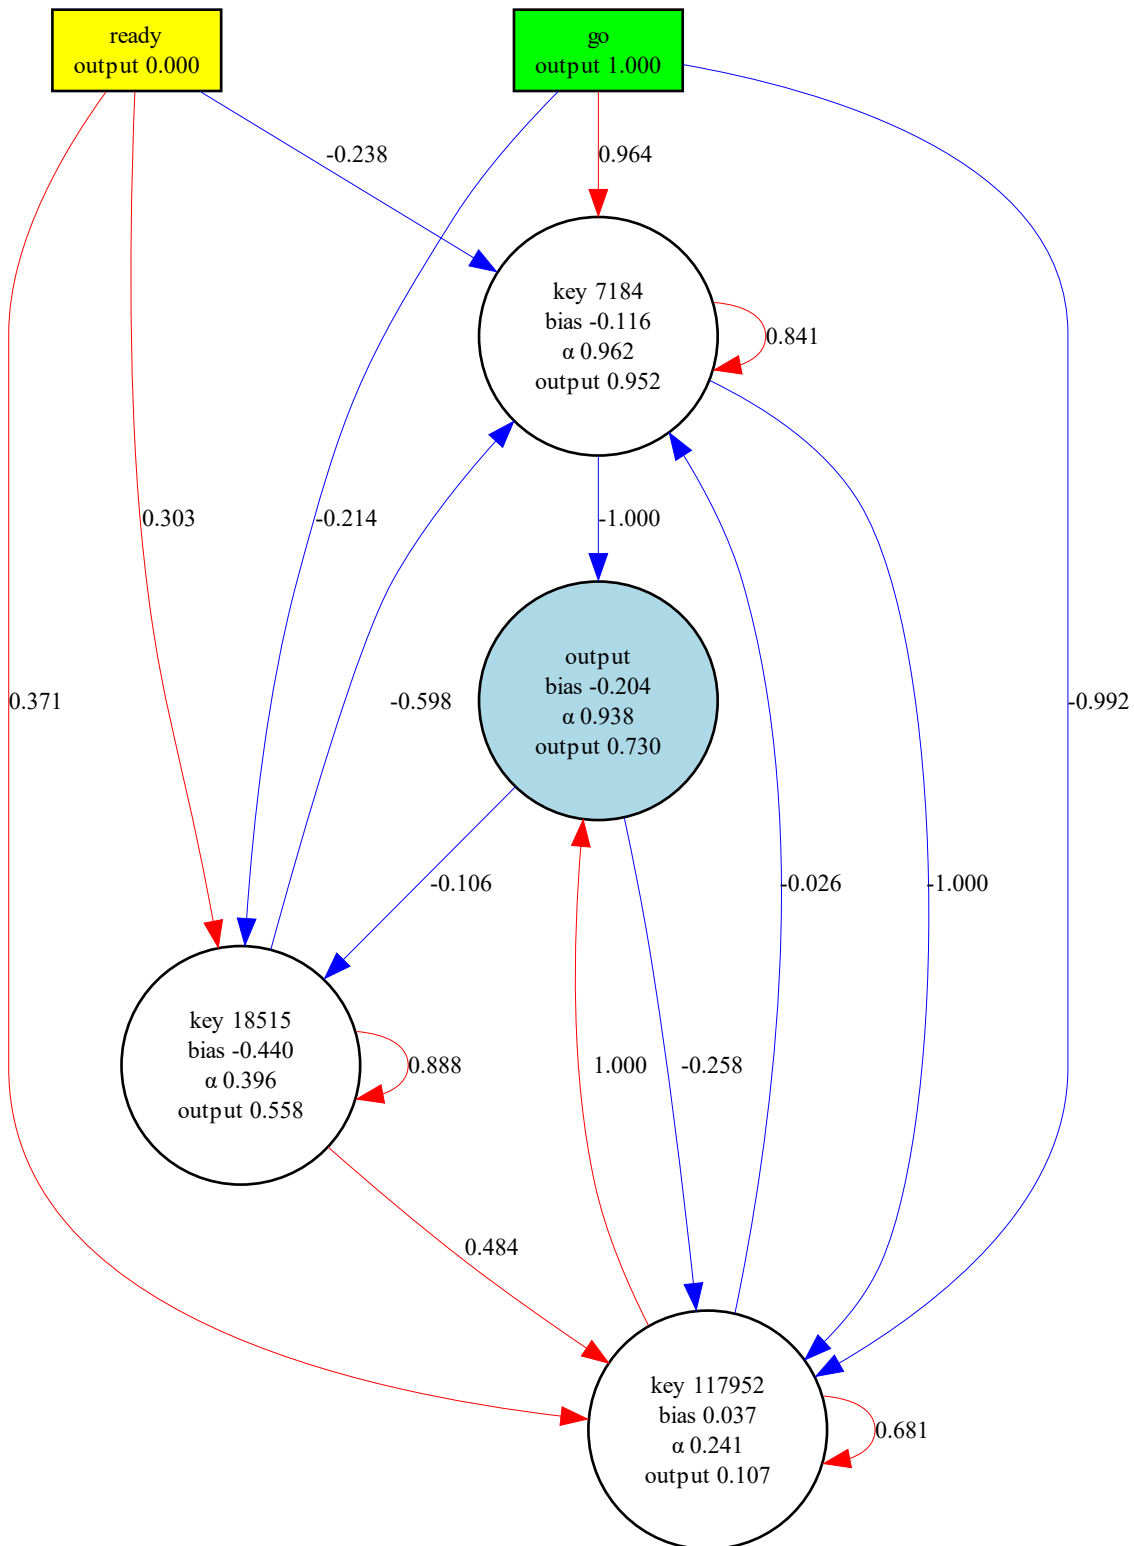 ready
output 0.000
go
output 1.000
-0.238
0.964
key 7184
bias -0.116
α 0.962
output 0.952
0.841
0.303
-0.214
-1.000
output
bias -0.204
α 0.938
output 0.730
0.371
-0.598
-0.992
-0.106
-0.026
-1.000
key 18515
bias -0.440
α 0.396
output 0.558
0.888
1.000
-0.258
0.484
key 117952
bias 0.037
α 0.241
output 0.107
0.681